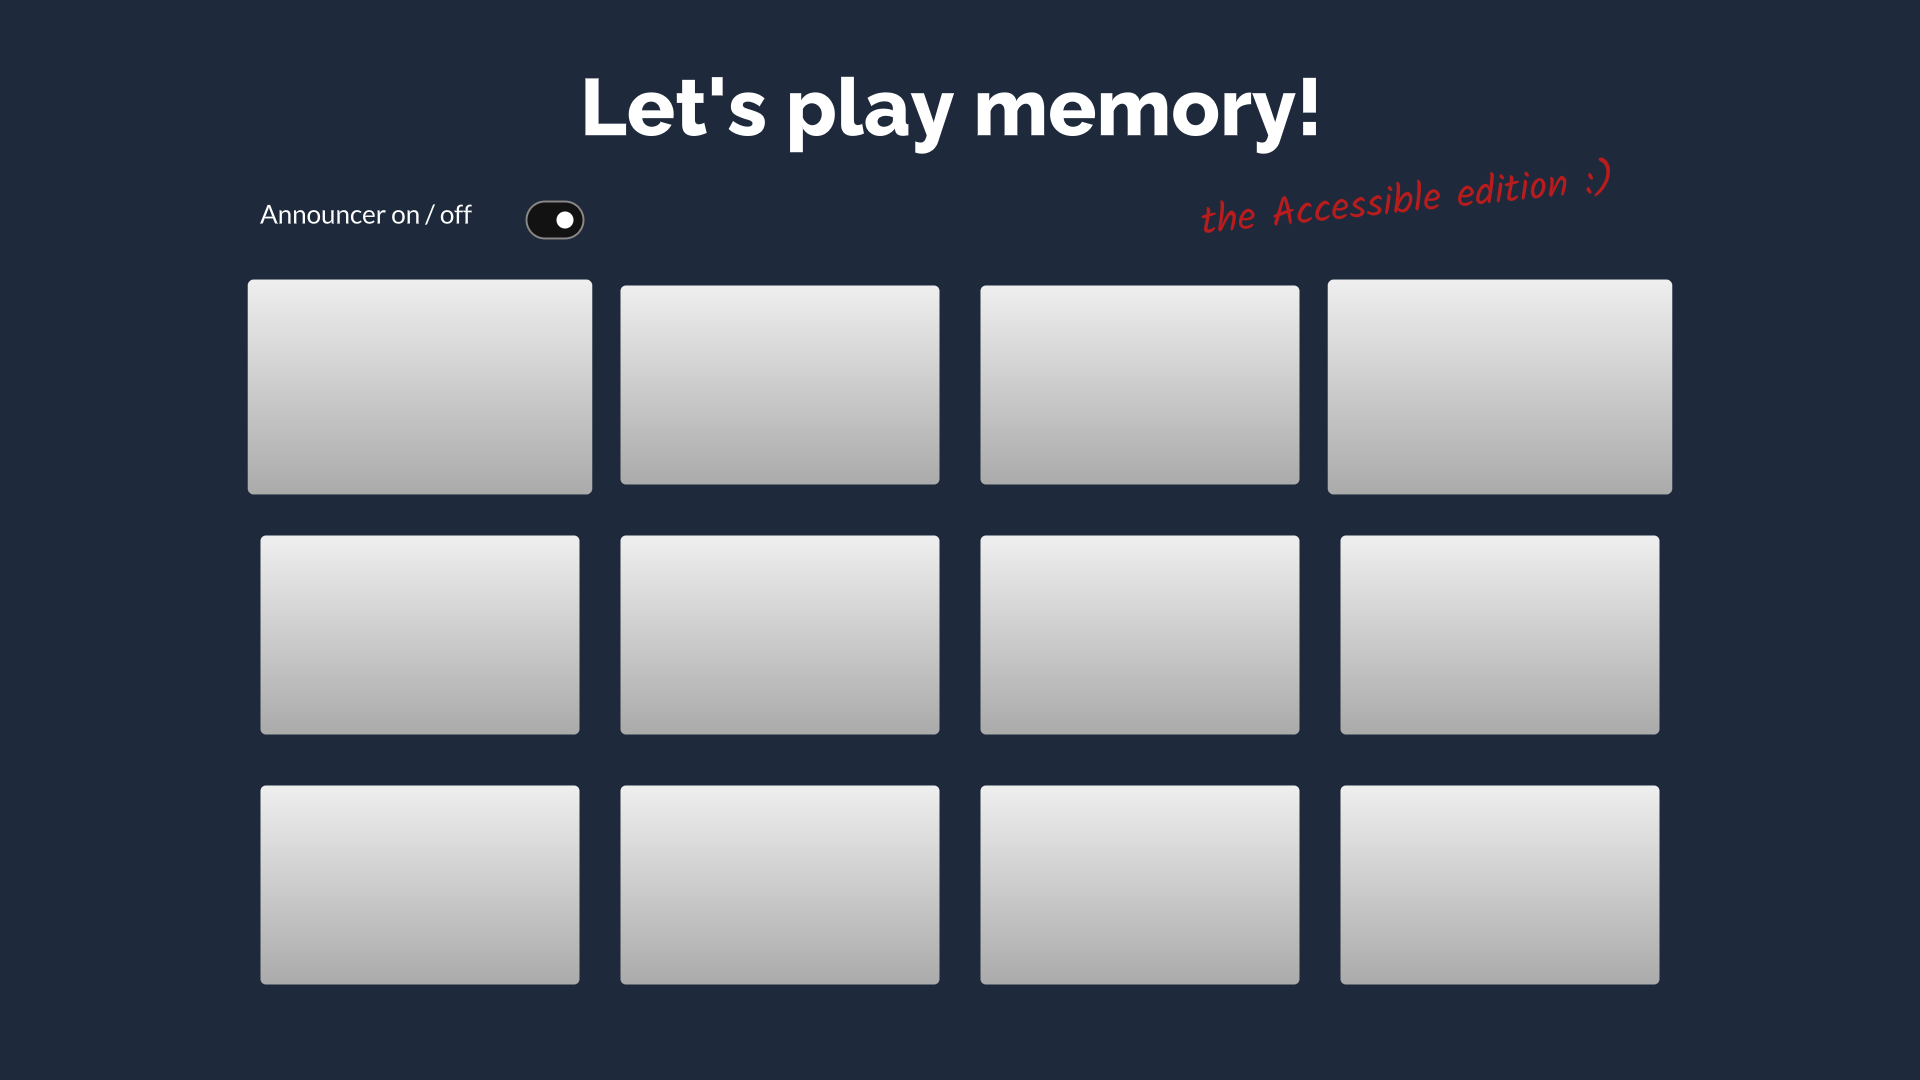 Let's play memory!
the Accessible edition :)
Announcer on / off